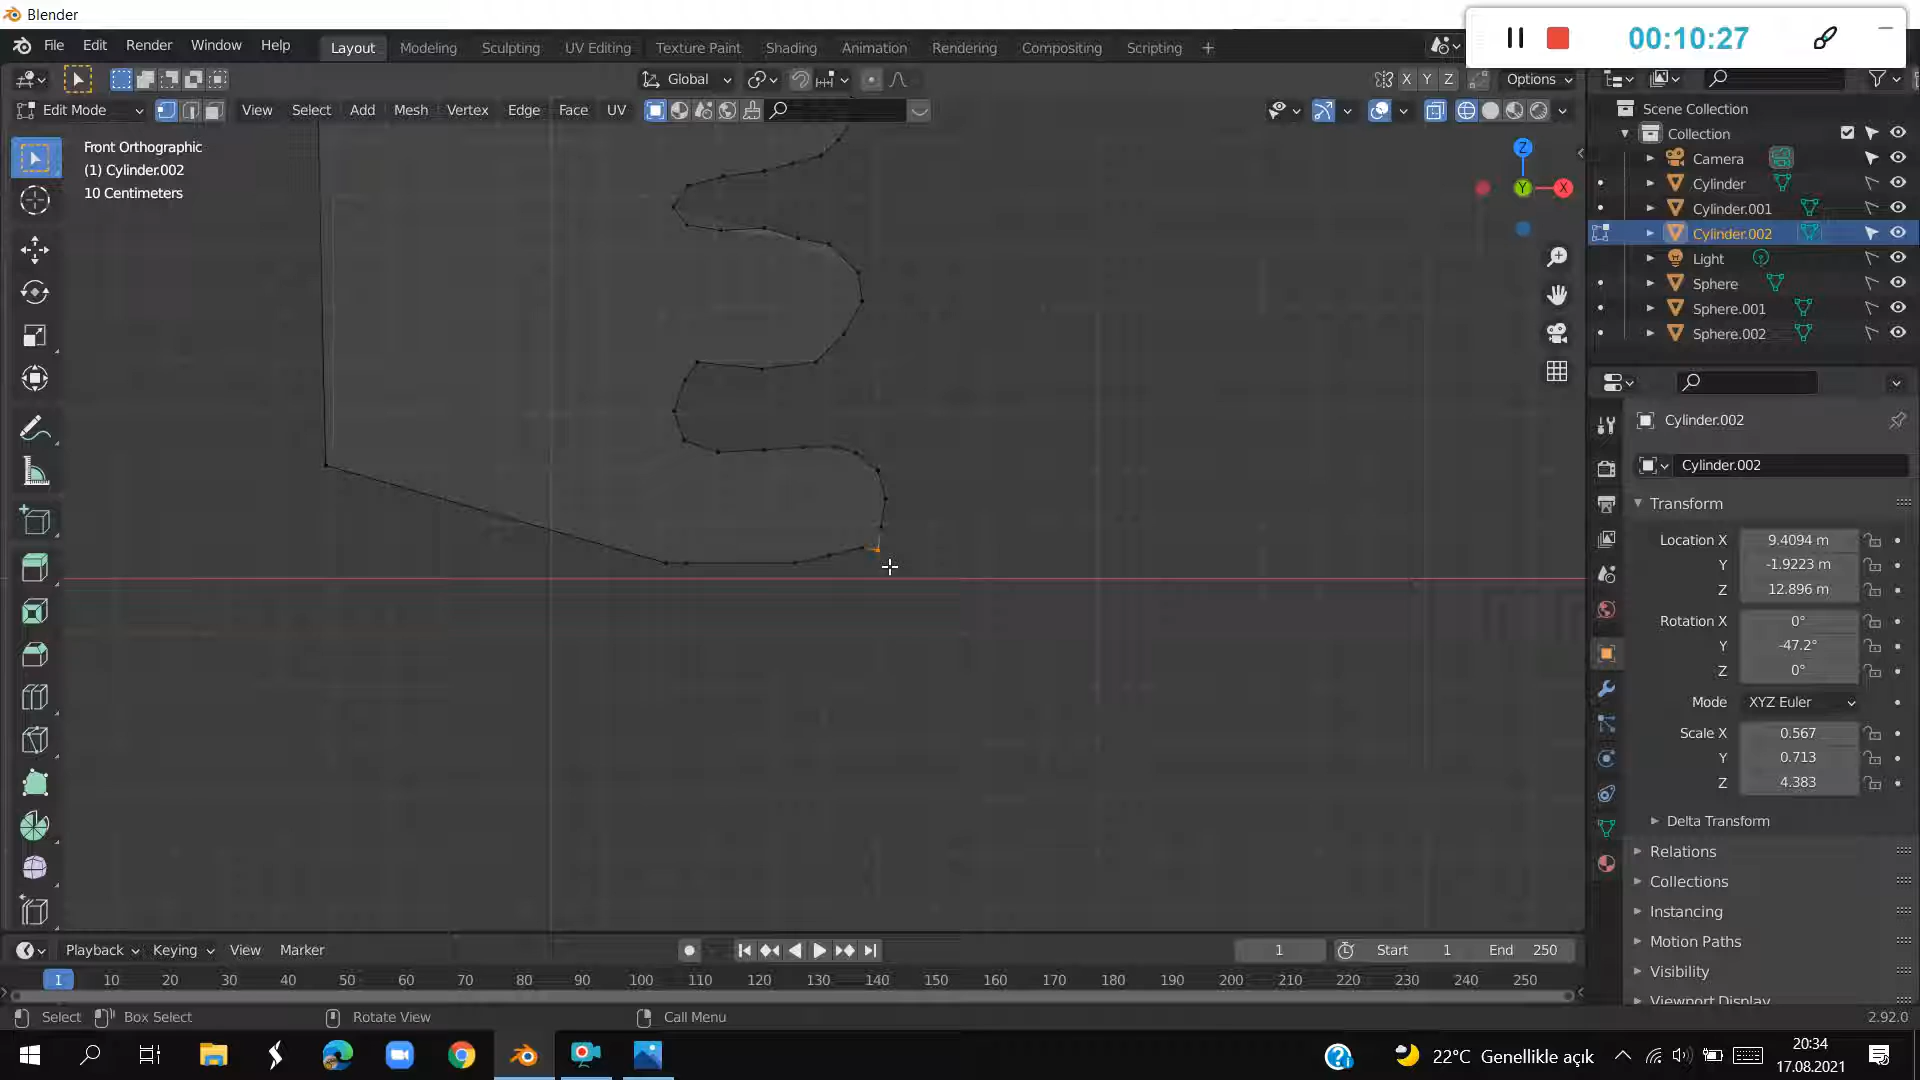 Blender
00:10:27
File Edit Render Window Help Layout Modeling Sculpting UV Editing Texture Paint Shading Animation Rendering Compositing Scripting +
Global X Y Z Options
Edit Mode View Select Add Mesh Vertex Edge Face UV
Front Orthographic
(1) Cylinder.002
10 Centimeters
Z
Y
X
Scene Collection
Collection
Camera
Cylinder
Cylinder.001
Cylinder.002
Light
Sphere
Sphere.001
Sphere.002
Cylinder.002
Cylinder.002
Transform
Location X 9.4094 m
Y -1.9223 m
Z 12.896 m
Rotation X 0°
Y -47.2°
Z 0°
Mode XYZ Euler
Scale X 0.567
Y 0.713
Z 4.383
Delta Transform
Relations
Collections
Instancing
Motion Paths
Visibility
Viewport Display
Playback Keying View Marker 1 Start 1 End 250
1 10 20 30 40 50 60 70 80 90 100 110 120 130 140 150 160 170 180 190 200 210 220 230 240 250
Select Box Select Rotate View Call Menu 2.92.0
22°C Genellikle açık
20:34
17.08.2021